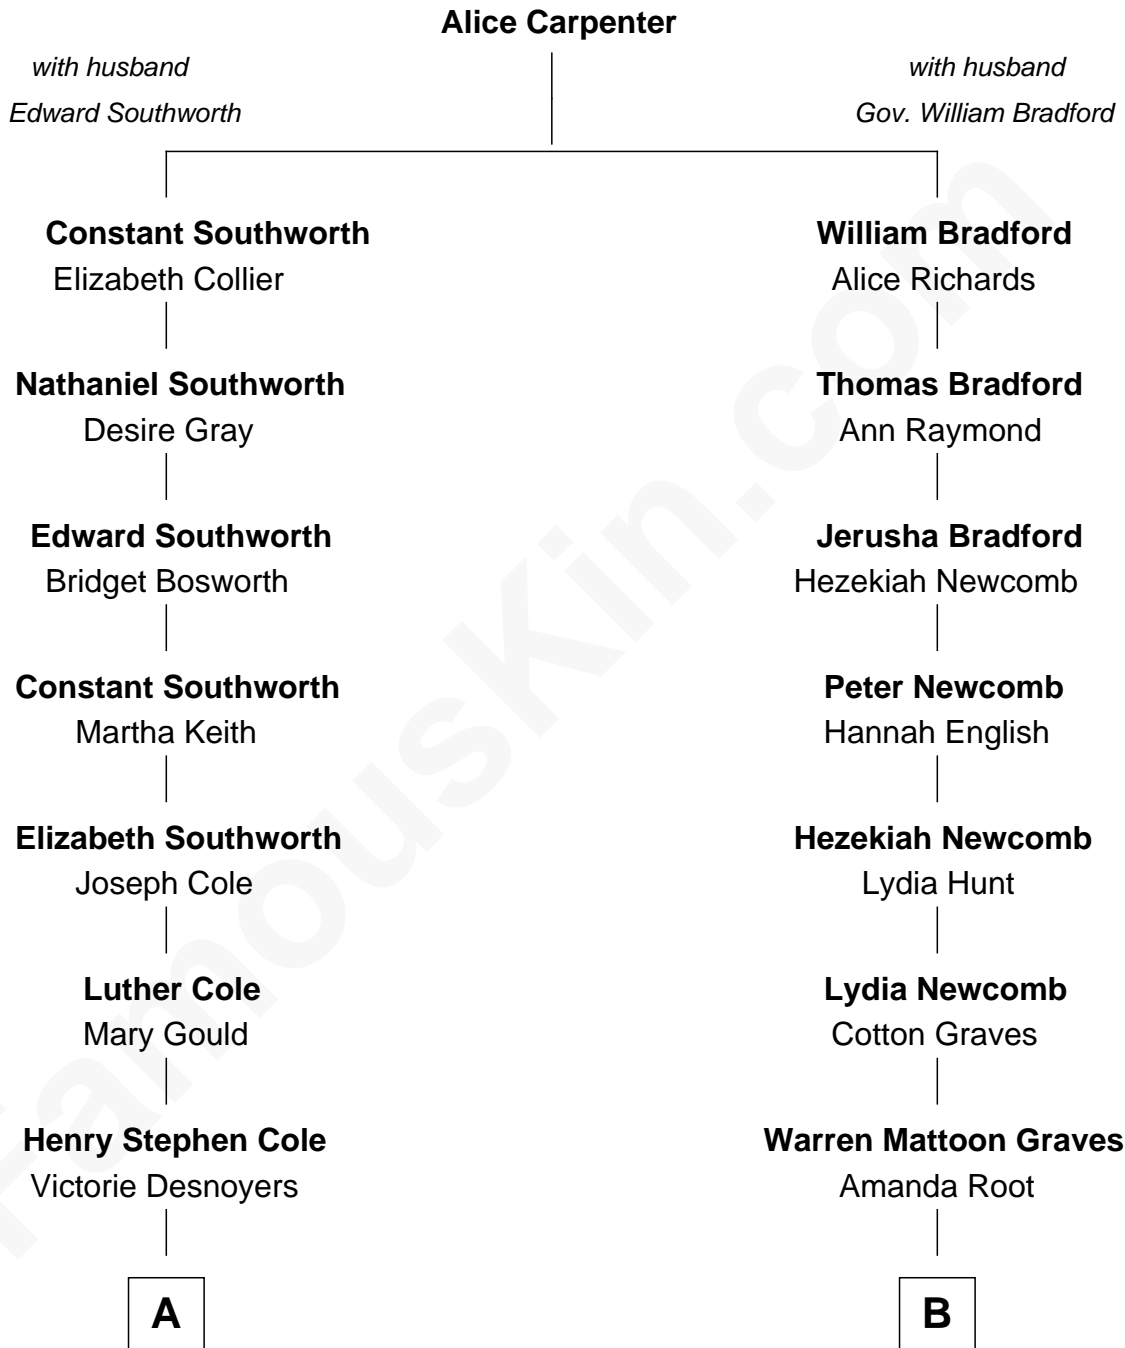 Alice Carpenter
with husband
Edward Southworth
with husband
Gov. William Bradford
Constant Southworth
Elizabeth Collier
William Bradford
Alice Richards
Nathaniel Southworth
Desire Gray
Thomas Bradford
Ann Raymond
Edward Southworth
Bridget Bosworth
Jerusha Bradford
Hezekiah Newcomb
Constant Southworth
Martha Keith
Peter Newcomb
Hannah English
Elizabeth Southworth
Joseph Cole
Hezekiah Newcomb
Lydia Hunt
Luther Cole
Mary Gould
Lydia Newcomb
Cotton Graves
Henry Stephen Cole
Victorie Desnoyers
Warren Mattoon Graves
Amanda Root
A
B
FamousKin.com